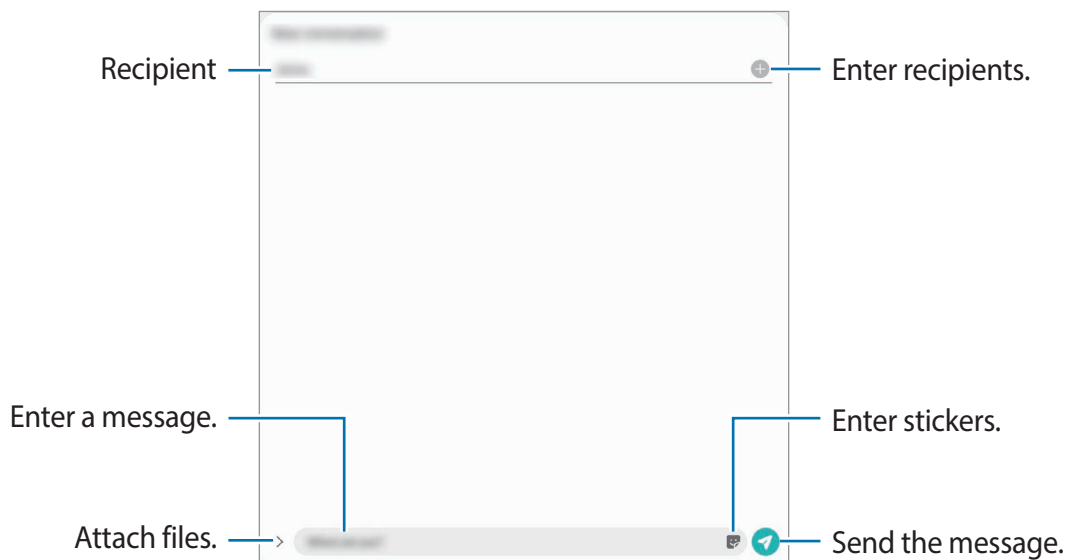 Recipient
Enter recipients.
Enter a message.
Enter stickers.
Attach files.
Send the message.